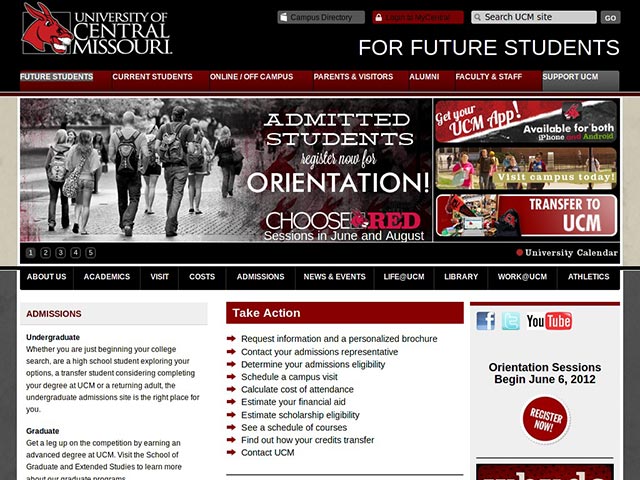 UNIVERSITY OF
CENTRAL
MISSOURI.
Campus Directory
Login to MyCentral
Search UCM site
GO
FOR FUTURE STUDENTS
FUTURE STUDENTS
CURRENT STUDENTS
ONLINE / OFF CAMPUS
PARENTS & VISITORS
ALUMNI
FACULTY & STAFF
SUPPORT UCM
ADMITTED
STUDENTS
register now for
ORIENTATION!
CHOOSE RED
Sessions in June and August
Get your
UCM App!
Available for both
iPhone and Android
Visit campus today!
TRANSFER TO
UCM
1 2 3 4 5
University Calendar
ABOUT US
ACADEMICS
VISIT
COSTS
ADMISSIONS
NEWS & EVENTS
LIFE@UCM
LIBRARY
WORK@UCM
ATHLETICS
ADMISSIONS
Undergraduate
Whether you are just beginning your college
search, are a high school student exploring your
options, a transfer student considering completing
your degree at UCM or a returning adult, the
undergraduate admissions site is the right place for
you.
Graduate
Get a leg up on the competition by earning an
advanced degree at UCM. Visit the School of
Graduate and Extended Studies to learn more
about our graduate programs.
Take Action
Request information and a personalized brochure
Contact your admissions representative
Determine your admissions eligibility
Schedule a campus visit
Calculate cost of attendance
Estimate your financial aid
Estimate scholarship eligibility
See a schedule of courses
Find out how your credits transfer
Contact UCM
f
t
YouTube
Orientation Sessions
Begin June 6, 2012
REGISTER
NOW!